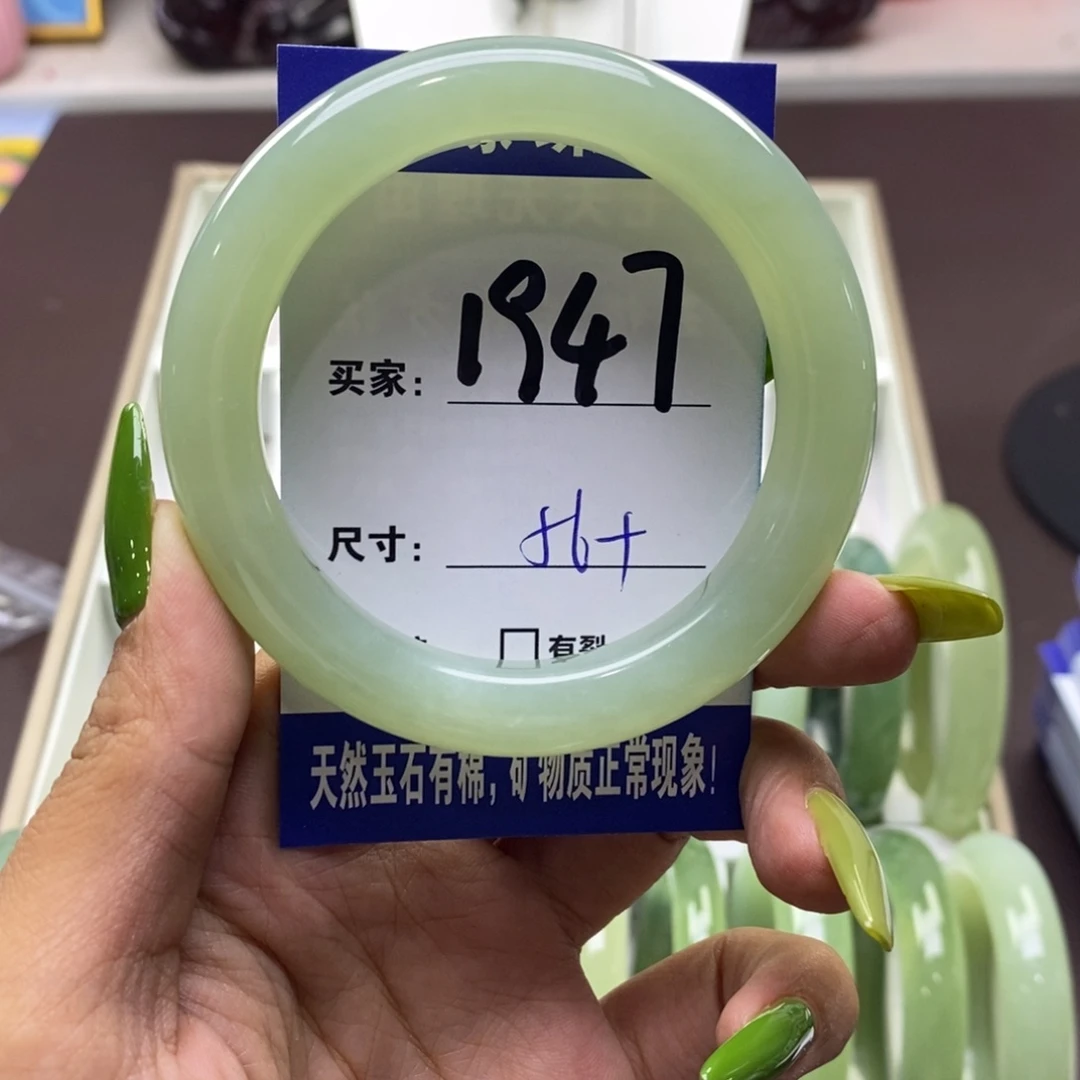 买家: 1947
尺寸: 56+
□有裂
天然玉石有棉,矿物质正常现象!